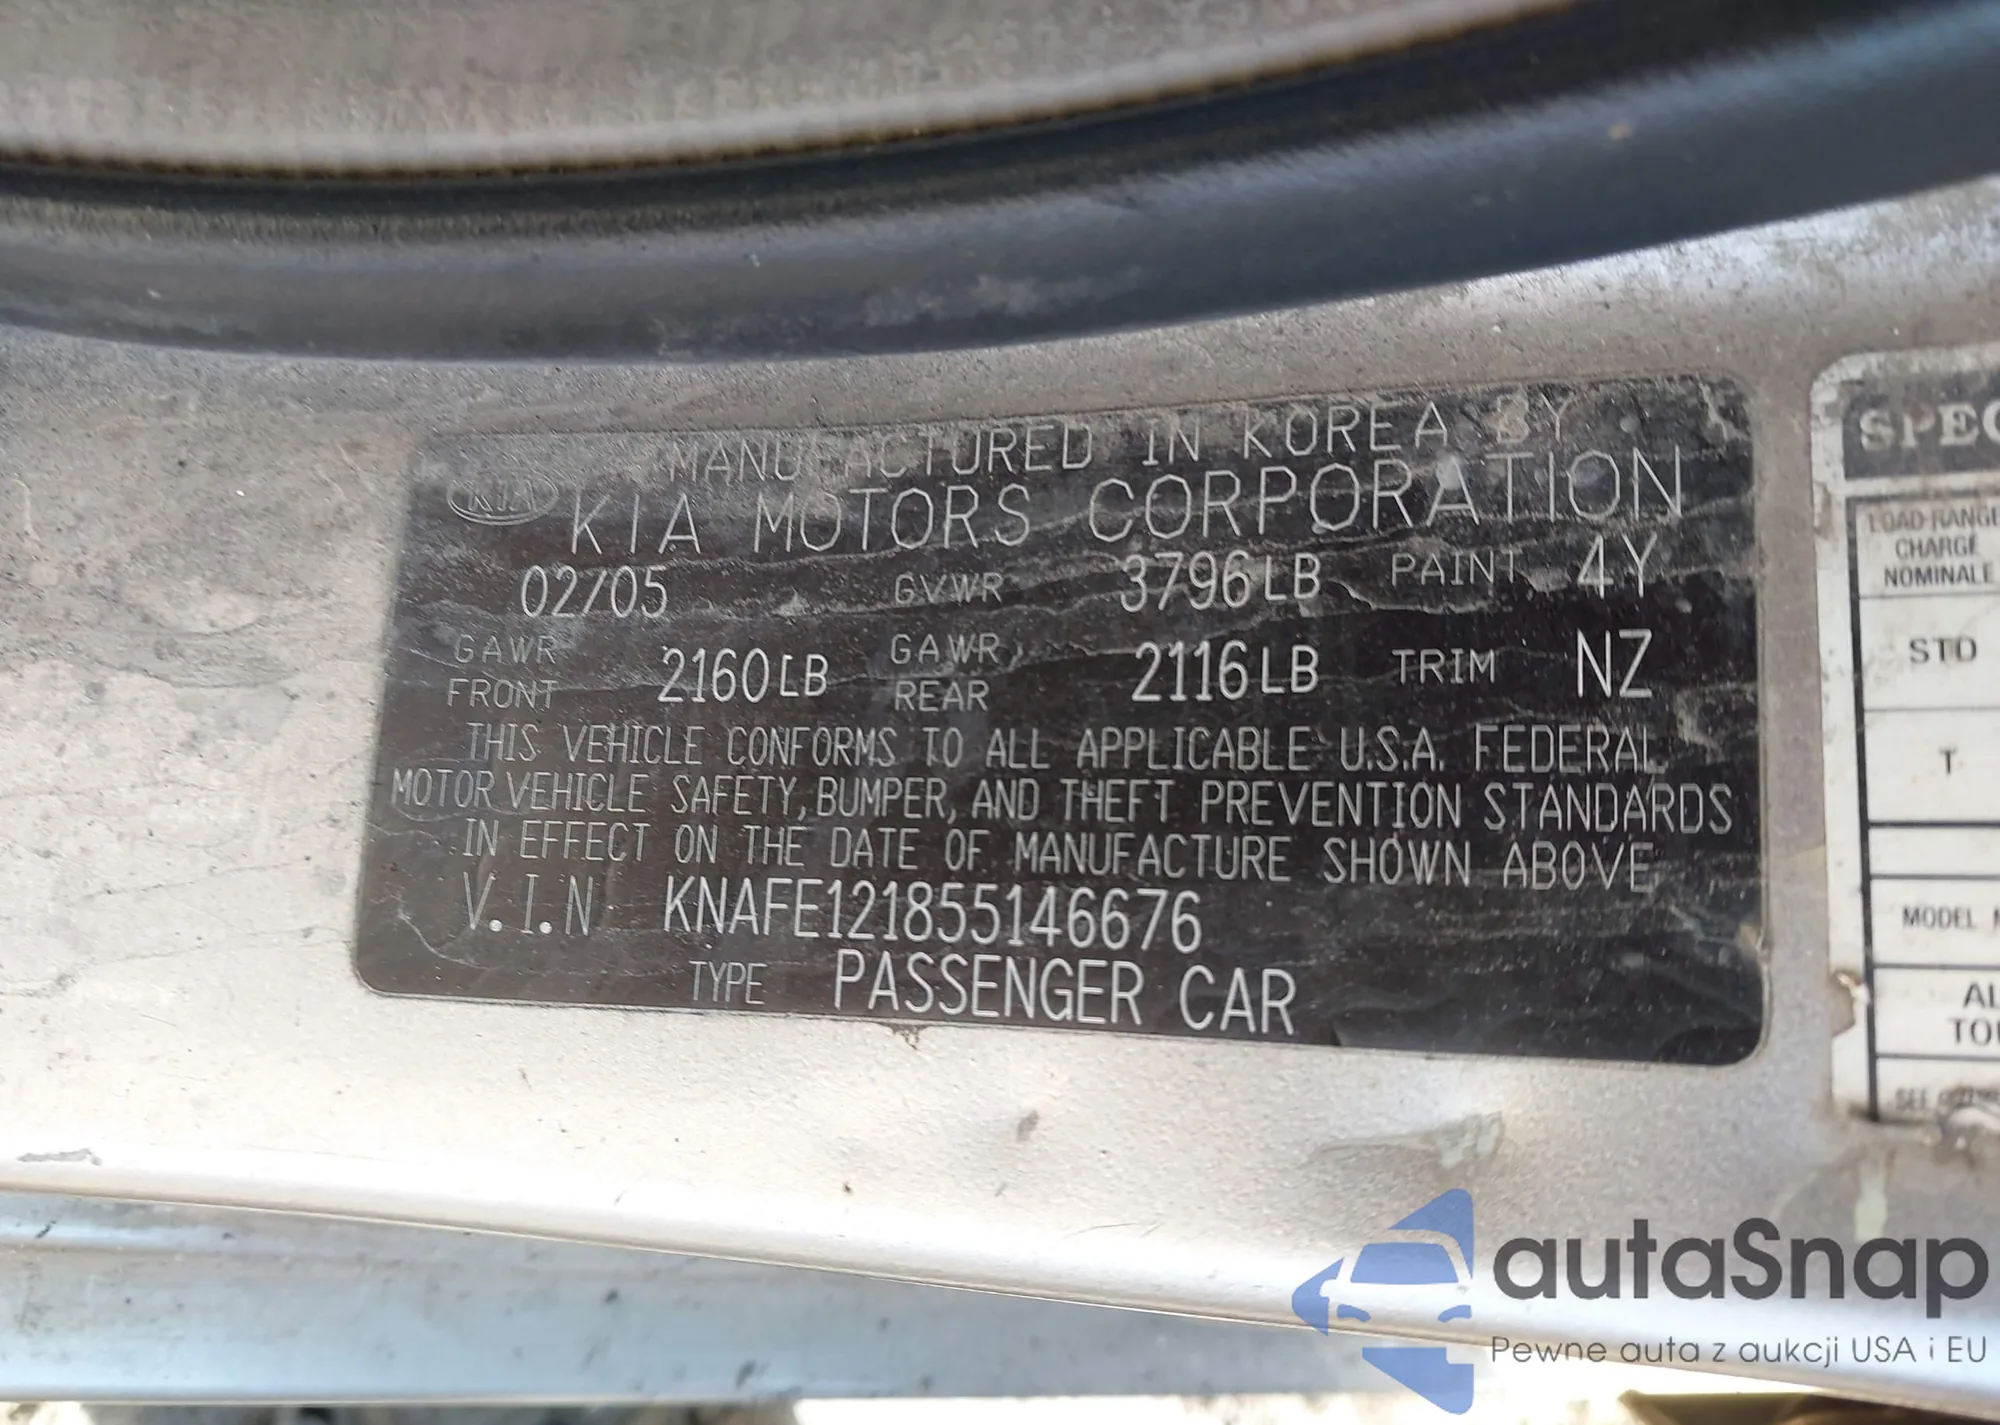 MANUFACTURED IN KOREA BY
KIA KIA MOTORS CORPORATION
02/05 GVWR 3796LB PAINT 4Y
GAWR FRONT 2160LB GAWR REAR 2116LB TRIM NZ
THIS VEHICLE CONFORMS TO ALL APPLICABLE U.S.A. FEDERAL
MOTOR VEHICLE SAFETY, BUMPER, AND THEFT PREVENTION STANDARDS
IN EFFECT ON THE DATE OF MANUFACTURE SHOWN ABOVE
V.I.N KNAFE121855146676
TYPE PASSENGER CAR
LOAD RANGE
CHARGE
NOMINALE
STD
T
MODEL
SEE
autaSnap
Pewne auta z aukcji USA i EU